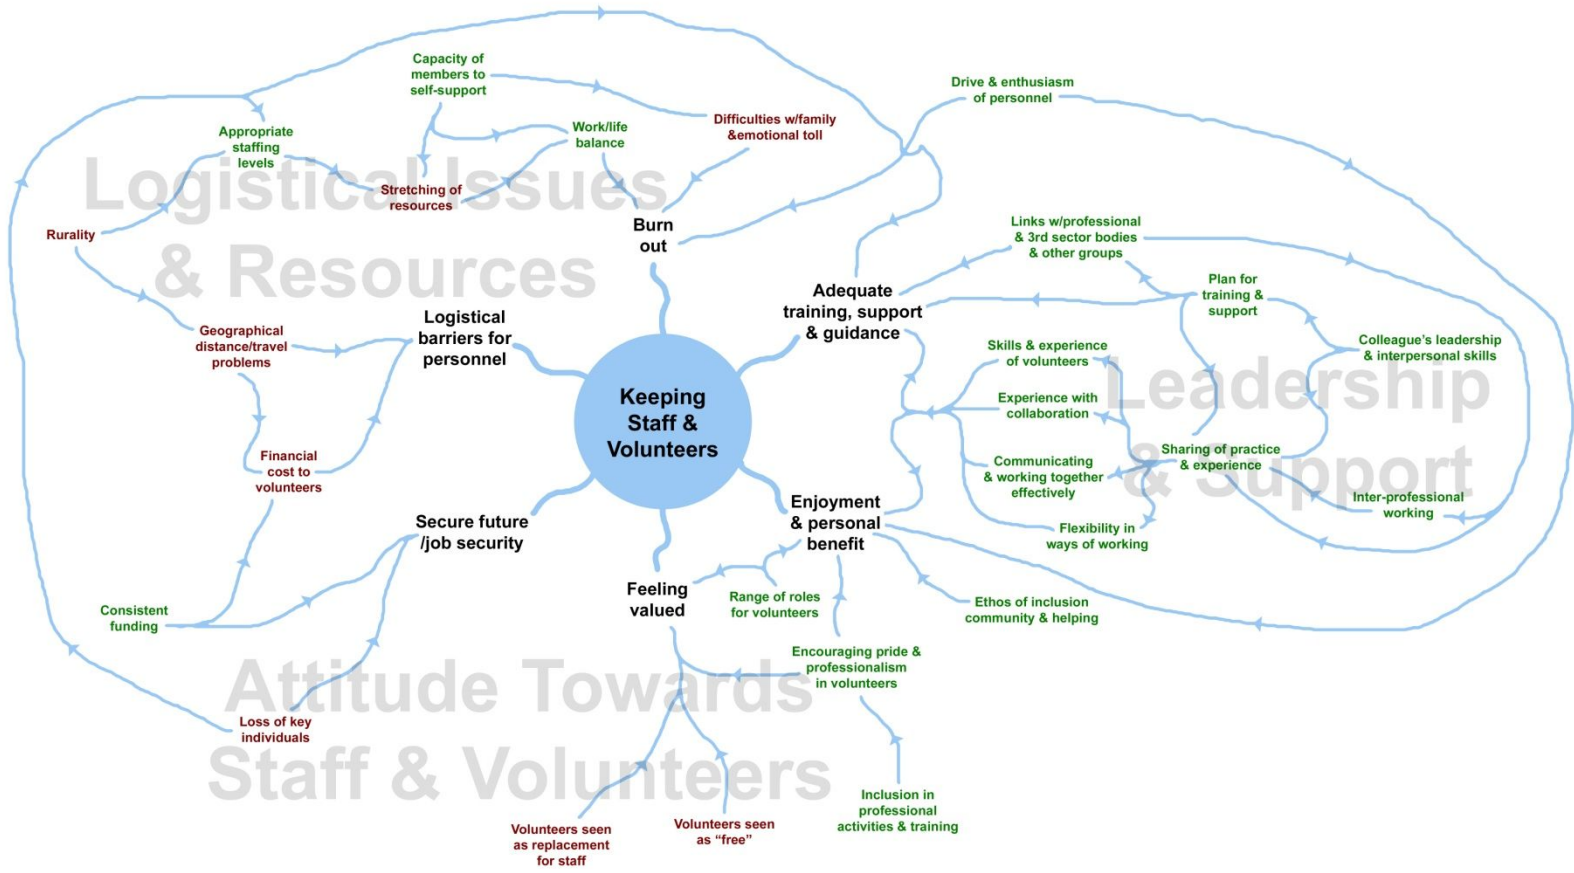 Capacity of
members to
self-support
Drive & enthusiasm
of personnel
Appropriate
staffing
levels
Work/life
balance
Difficulties w/family
&emotional toll
Logistical Issues
& Resources
Stretching of
resources
Rurality
Burn
out
Links w/professional
& 3rd sector bodies
& other groups
Plan for
training &
support
Adequate
training, support
& guidance
Geographical
distance/travel
problems
Logistical
barriers for
personnel
Skills & experience
of volunteers
Colleague's leadership
& interpersonal skills
Leadership
& Support
Keeping
Staff &
Volunteers
Experience with
collaboration
Financial
cost to
volunteers
Communicating
& working together
effectively
Sharing of practice
& experience
Inter-professional
working
Secure future
/job security
Enjoyment
& personal
benefit
Flexibility in
ways of working
Feeling
valued
Range of roles
for volunteers
Ethos of inclusion
community & helping
Consistent
funding
Encouraging pride &
professionalism
in volunteers
Attitude Towards
Staff & Volunteers
Loss of key
individuals
Volunteers seen
as replacement
for staff
Volunteers seen
as “free”
Inclusion in
professional
activities & training